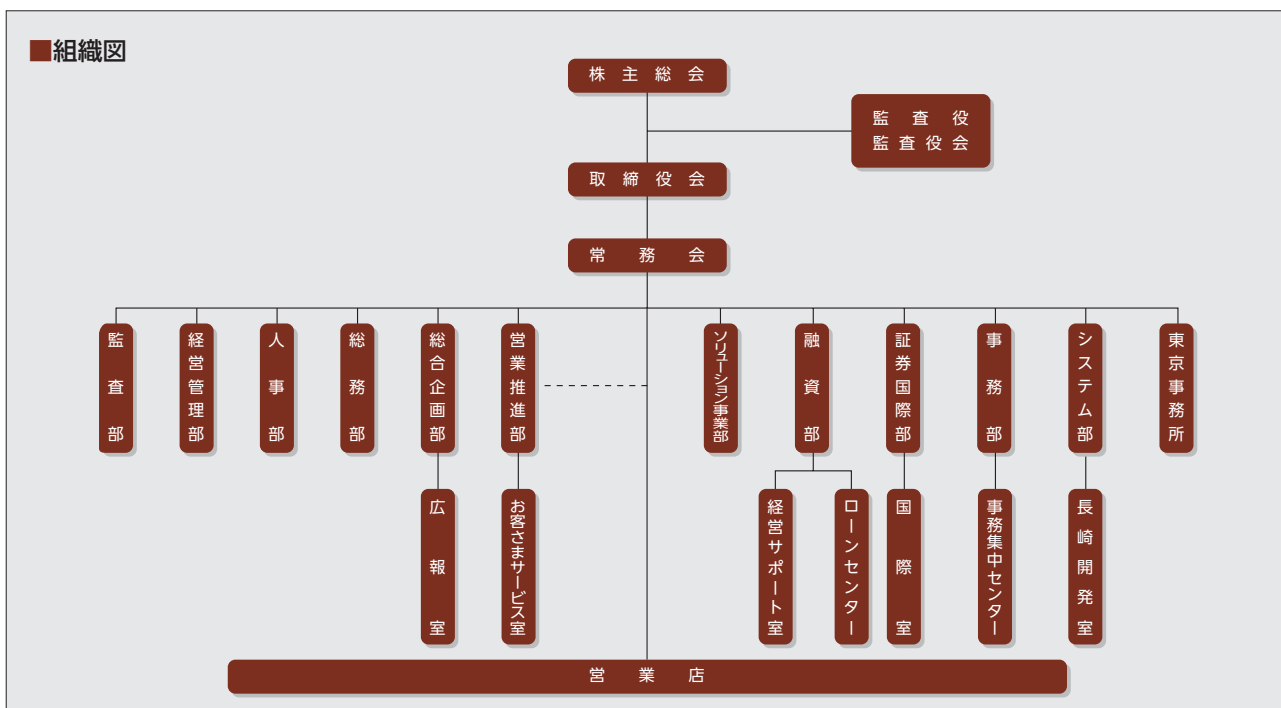 ■組織図
株主総会
監査役
監査役会
取締役会
常務会
監査部
経営管理部
人事部
総務部
総合企画部
営業推進部
ソリューション事業部
融資部
証券国際部
事務部
システム部
東京事務所
広報室
お客さまサービス室
経営サポート室
ローンセンター
国際室
事務集中センター
長崎開発室
営業店